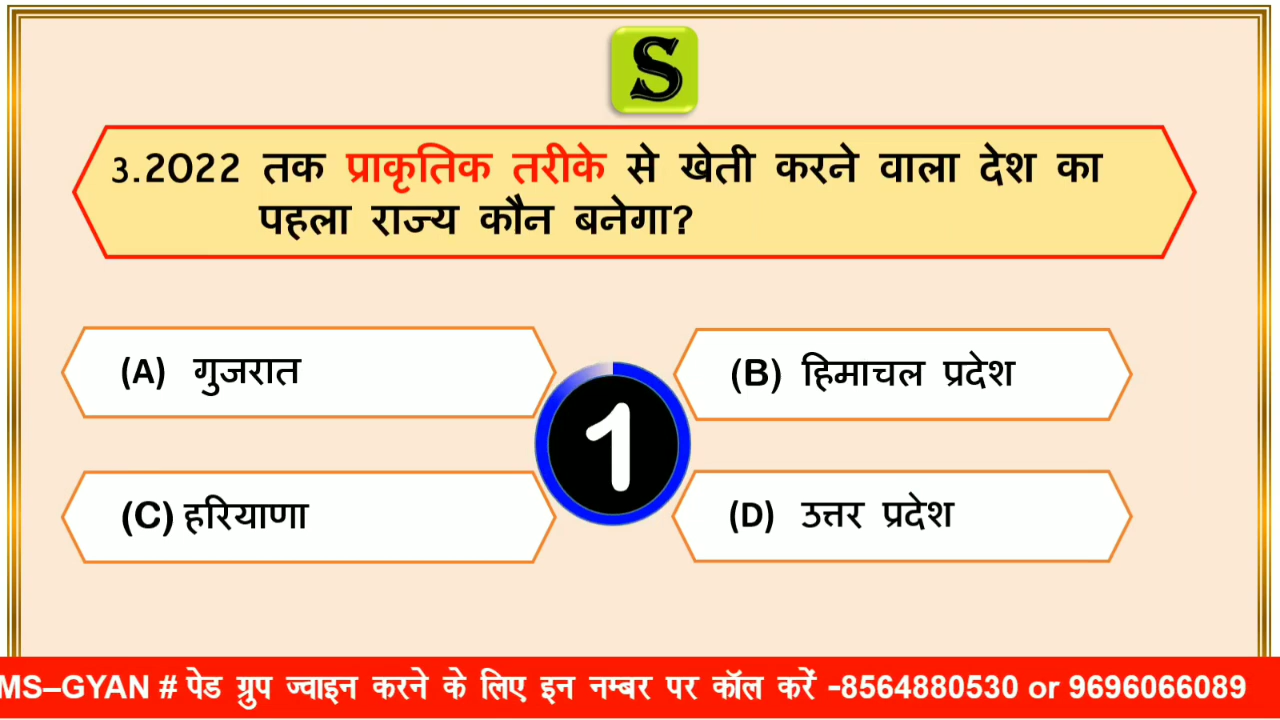 S
3.2022 तक प्राकृतिक तरीके से खेती करने वाला देश का
पहला राज्य कौन बनेगा?
(A) गुजरात
(B) हिमाचल प्रदेश
1
(C) हरियाणा
(D) उत्तर प्रदेश
MS–GYAN # पेड ग्रुप ज्वाइन करने के लिए इन नम्बर पर कॉल करें -8564880530 or 9696066089